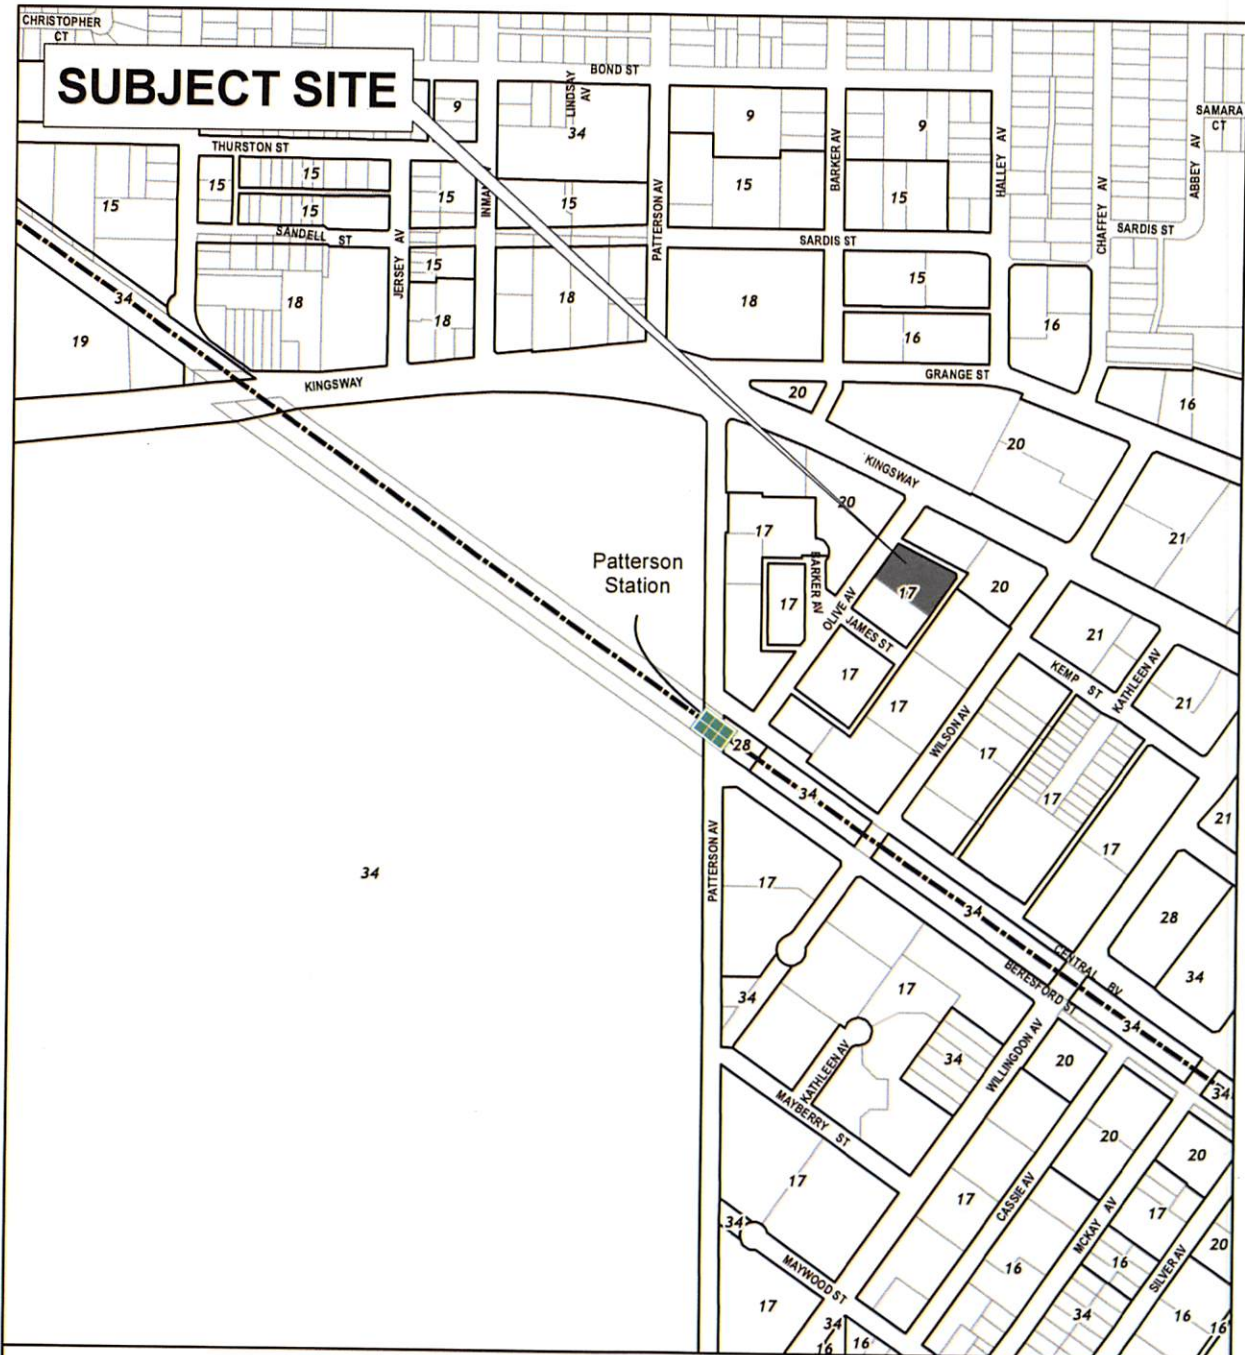 CHRISTOPHER
CT
SUBJECT SITE
BOND ST
LINDSAY
AV
9
34
9
9
SAMARA
CT
THURSTON ST
15
15
15
15
15
15
15
15
INMA
PATTERSON AV
BARKER AV
HALLEY AV
CHAFFEY AV
ABBEY AV
SANDELL ST
JERSEY AV
SARDIS ST
SARDIS ST
15
15
34
18
18
18
18
16
16
19
KINGSWAY
GRANGE ST
20
16
KINGSWAY
20
20
17
21
Patterson
Station
BARKER AV
17
OLIVE AV
17
20
JAMES ST
21
17
KEMP ST
KATHLEEN AV
21
17
WILSON AV
17
28
34
17
21
PATTERSON AV
17
34
17
28
34
CENTRAL BV
BERESFORD ST
34
34
17
34
WILLINGDON AV
20
34
KATHLEEN AV
MAYBERRY ST
20
20
17
17
CASSIE AV
MCKAY AV
17
SILVER AV
20
34
MAYWOOD ST
16
16
34
16
16
17
34
16
16